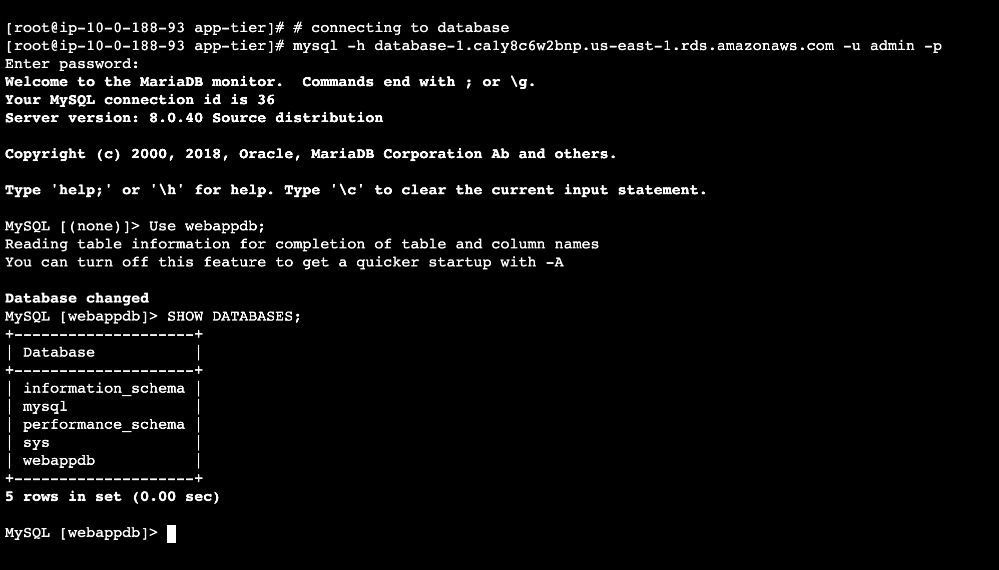 [root@ip-10-0-188-93 app-tier]# # connecting to database
[root@ip-10-0-188-93 app-tier]# mysql -h database-1.ca1y8c6w2bnp.us-east-1.rds.amazonaws.com -u admin -p
Enter password:
Welcome to the MariaDB monitor.  Commands end with ; or \g.
Your MySQL connection id is 36
Server version: 8.0.40 Source distribution

Copyright (c) 2000, 2018, Oracle, MariaDB Corporation Ab and others.

Type 'help;' or '\h' for help. Type '\c' to clear the current input statement.

MySQL [(none)]> Use webappdb;
Reading table information for completion of table and column names
You can turn off this feature to get a quicker startup with -A

Database changed
MySQL [webappdb]> SHOW DATABASES;
+--------------------+
| Database           |
+--------------------+
| information_schema |
| mysql              |
| performance_schema |
| sys                |
| webappdb           |
+--------------------+
5 rows in set (0.00 sec)

MySQL [webappdb]>